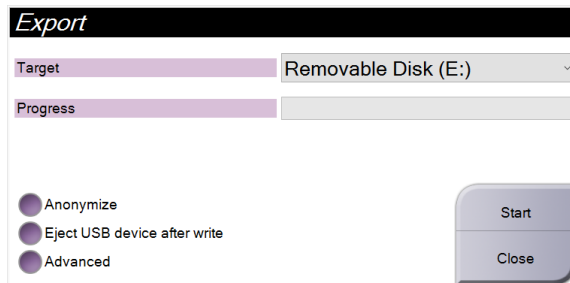 Export
Target
Removable Disk (E:)
Progress
Anonymize
Eject USB device after write
Advanced
Start
Close